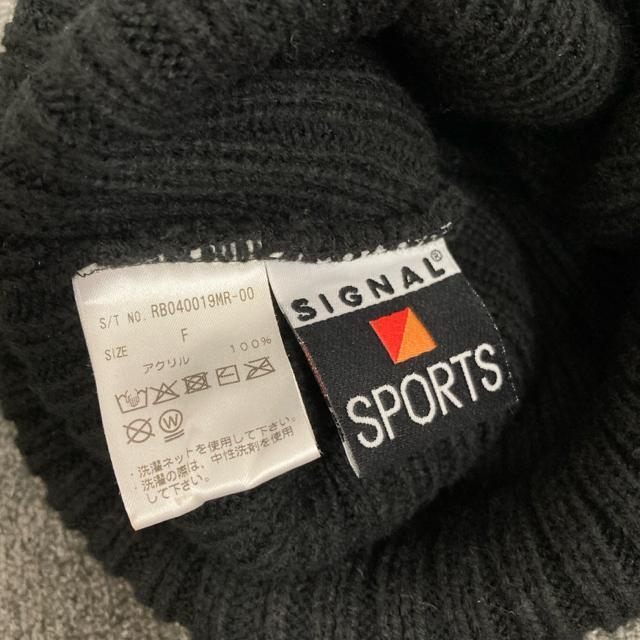 S/T NO. RB040019MR-00
SIZE F
アクリル 100%
W
.洗濯ネットを使用して下さい。
.洗濯の際は、中性洗剤を使用
して下さい。
SIGNAL®
SPORTS